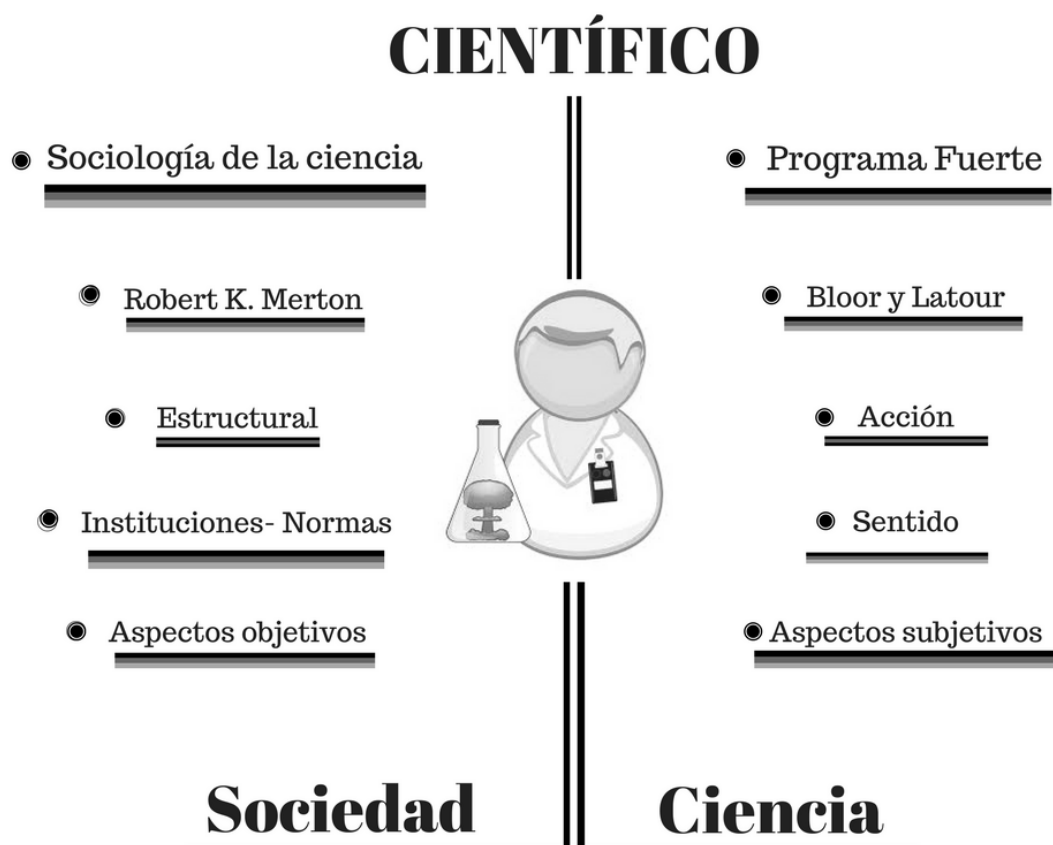 CIENTÍFICO
Sociología de la ciencia
Robert K. Merton
Estructural
Instituciones- Normas
Aspectos objetivos
Sociedad
Programa Fuerte
Bloor y Latour
Acción
Sentido
Aspectos subjetivos
Ciencia